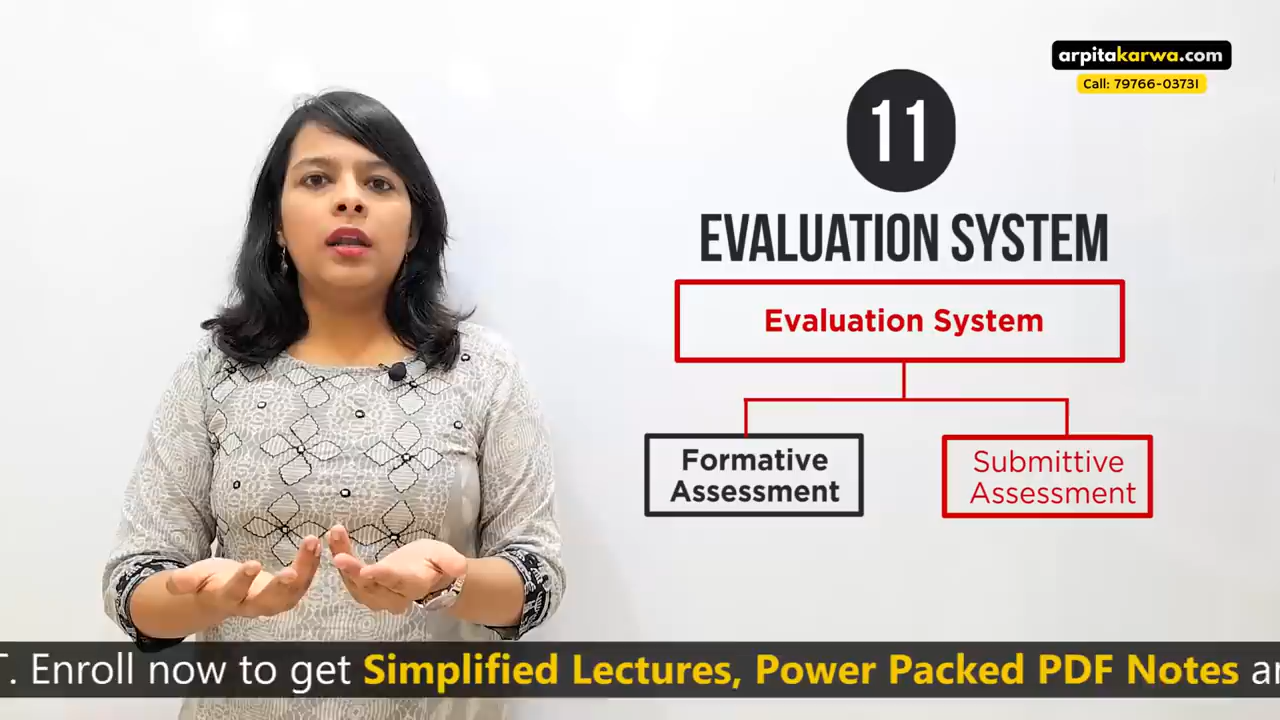 arpitakarwa.com
Call: 79766-03731
11
EVALUATION SYSTEM
Evaluation System
Formative
Assessment
Submittive
Assessment
T. Enroll now to get Simplified Lectures, Power Packed PDF Notes